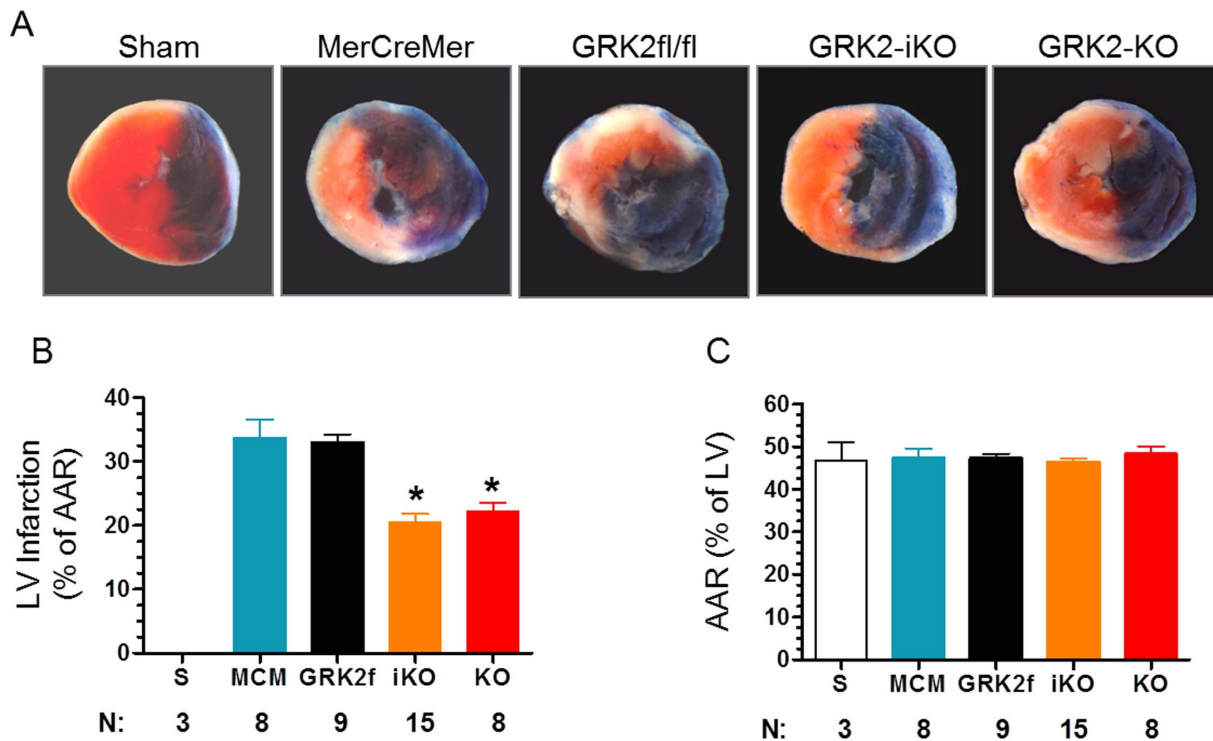 A
Sham MerCreMer GRK2fl/fl GRK2-iKO GRK2-KO
B
LV Infarction
(% of AAR)
40
30
20
10
0
S MCM GRK2f iKO KO
* *
N: 3 8 9 15 8
C
AAR (% of LV)
60
50
40
30
20
10
0
S MCM GRK2f iKO KO
N: 3 8 9 15 8